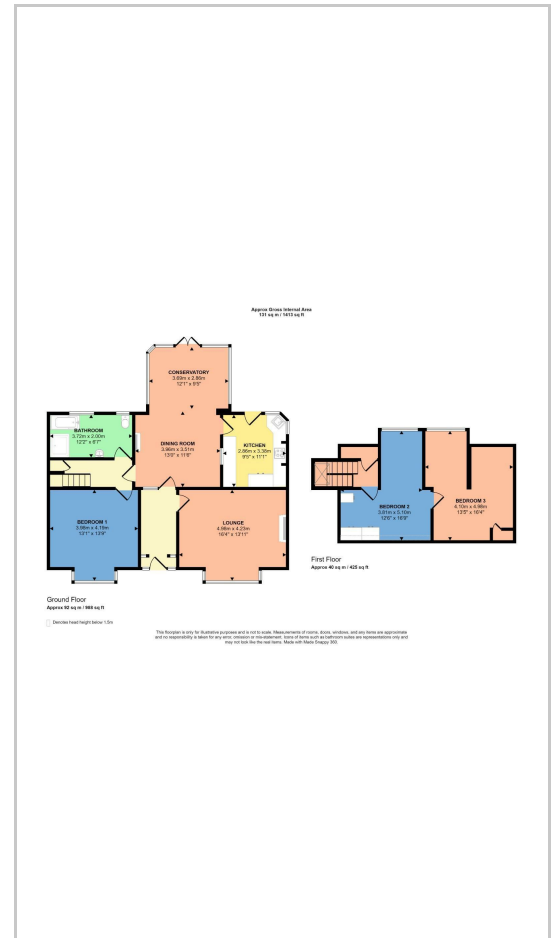 Approx Gross Internal Area
131 sq m / 1413 sq ft
CONSERVATORY
3.69m x 2.86m
12'1" x 9'5"
BATHROOM
3.72m x 2.00m
12'2" x 6'7"
DINING ROOM
3.96m x 3.51m
13'0" x 11'6"
KITCHEN
2.86m x 3.38m
9'5" x 11'1"
BEDROOM 1
3.99m x 4.19m
13'1" x 13'9"
LOUNGE
4.98m x 4.23m
16'4" x 13'11"
BEDROOM 2
3.81m x 5.10m
12'6" x 16'9"
BEDROOM 3
4.10m x 4.98m
13'5" x 16'4"
First Floor
Approx 40 sq m / 425 sq ft
Ground Floor
Approx 92 sq m / 988 sq ft
Denotes head height below 1.5m
This floorplan is only for illustrative purposes and is not to scale. Measurements of rooms, doors, windows, and any items are approximate
and no responsibility is taken for any error, omission or mis-statement. Icons of items such as bathroom suites are representations only and
may not look like the real items. Made with Made Snappy 360.